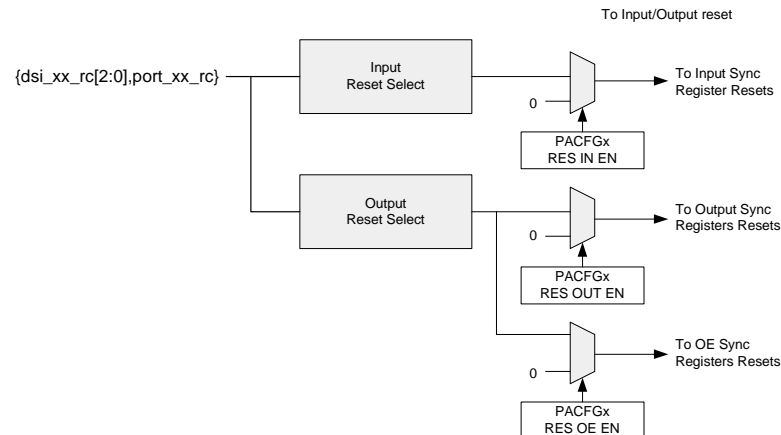 To Input/Output reset
{dsi_xx_rc[2:0],port_xx_rc}
Input
Reset Select
0
To Input Sync
Register Resets
PACFGx
RES IN EN
Output
Reset Select
0
To Output Sync
Registers Resets
PACFGx
RES OUT EN
0
To OE Sync
Registers Resets
PACFGx
RES OE EN